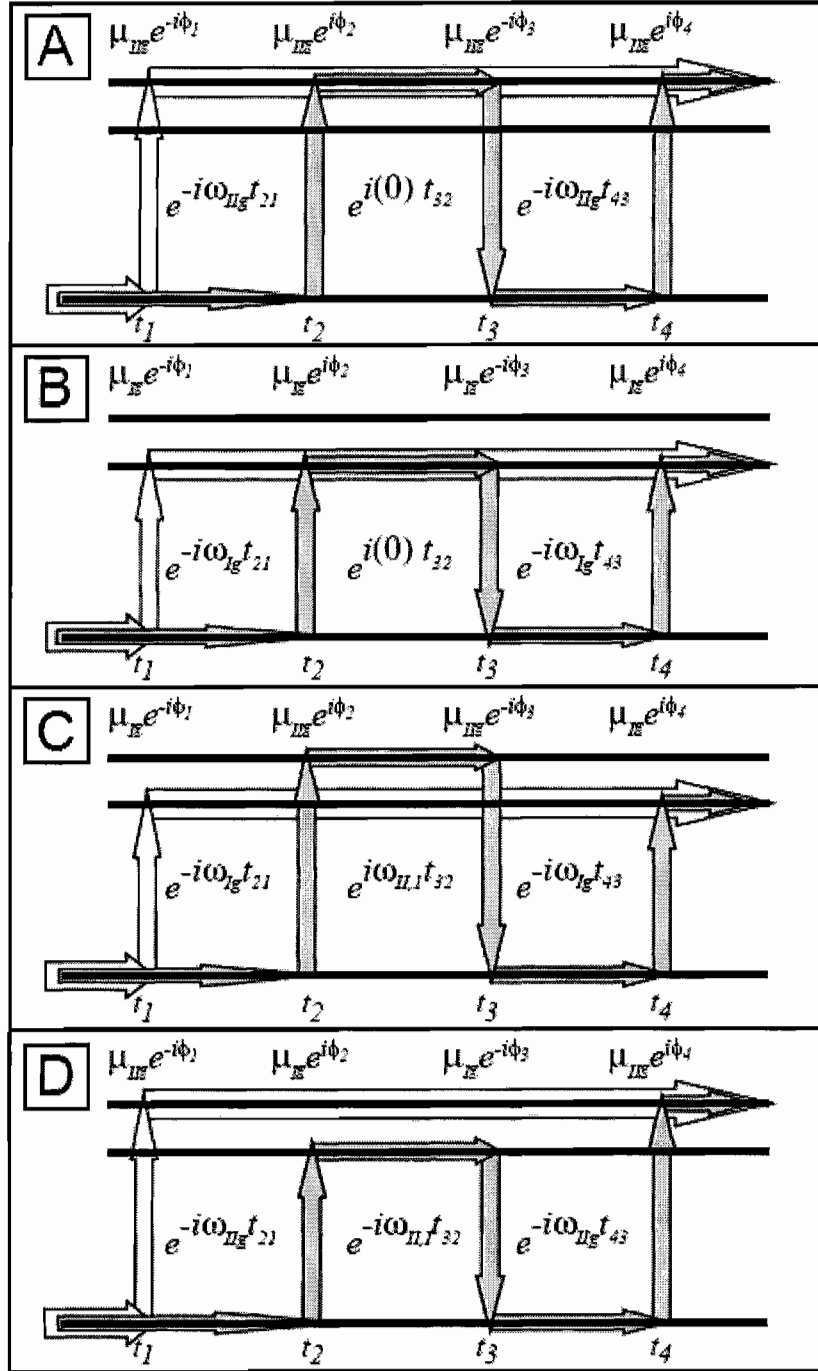 A
μ_IIg e^-iϕ1 μ_IIg e^iϕ2 μ_IIg e^-iϕ3 μ_IIg e^iϕ4
e^-iω_IIg t21 e^i(0) t32 e^-iω_IIg t43
t1 t2 t3 t4
B
μ_Ig e^-iϕ1 μ_Ig e^iϕ2 μ_Ig e^-iϕ3 μ_Ig e^iϕ4
e^-iω_Ig t21 e^i(0) t32 e^-iω_Ig t43
t1 t2 t3 t4
C
μ_Ig e^-iϕ1 μ_IIg e^iϕ2 μ_IIg e^-iϕ3 μ_Ig e^iϕ4
e^-iω_Ig t21 e^iω_II,I t32 e^-iω_Ig t43
t1 t2 t3 t4
D
μ_IIg e^-iϕ1 μ_Ig e^iϕ2 μ_Ig e^-iϕ3 μ_IIg e^iϕ4
e^-iω_IIg t21 e^-iω_II,I t32 e^-iω_IIg t43
t1 t2 t3 t4